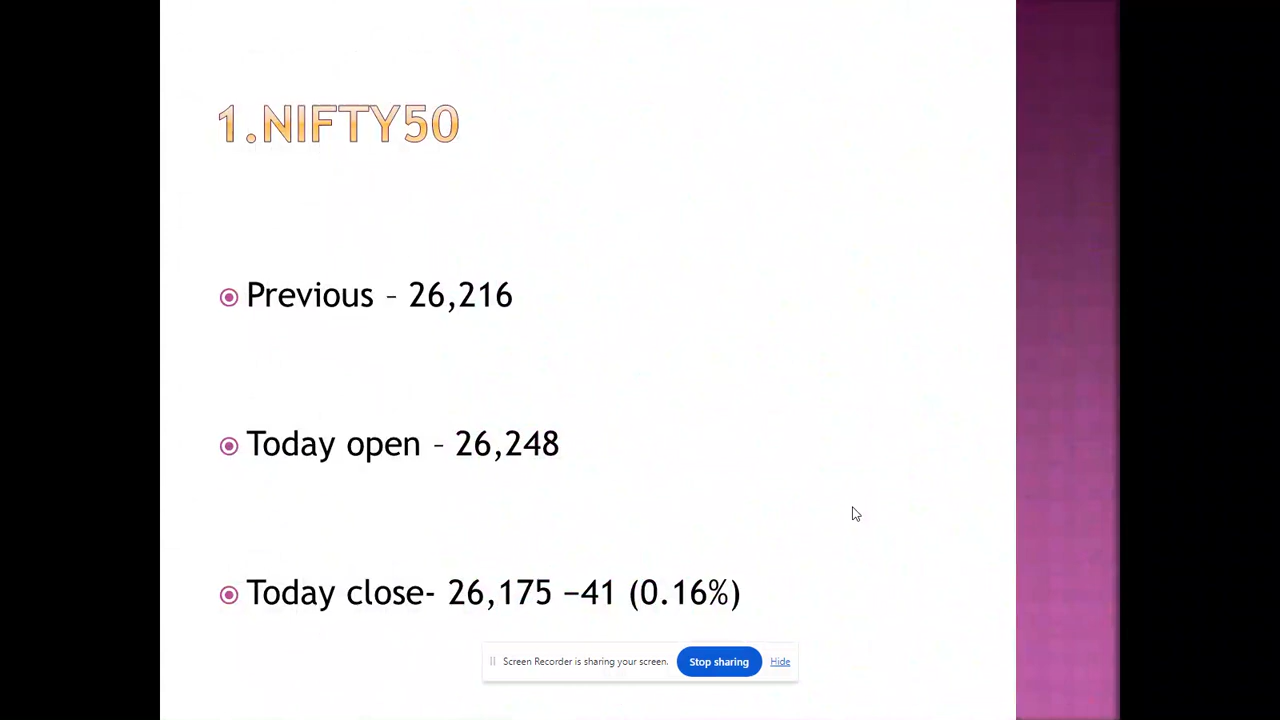 1.NIFTY50
Previous – 26,216
Today open – 26,248
Today close- 26,175 −41 (0.16%)
Screen Recorder is sharing your screen. Stop sharing Hide